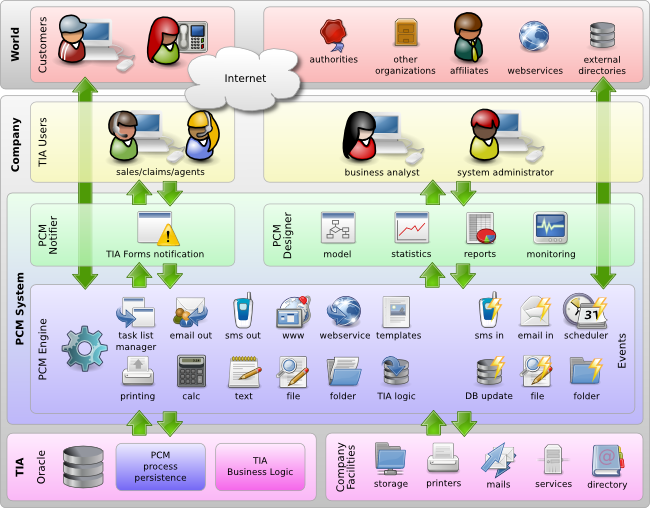 World
Customers
Internet
authorities
other
organizations
affiliates
webservices
external
directories
Company
TIA Users
sales/claims/agents
business analyst
system administrator
PCM System
PCM
Notifier
TIA Forms notification
PCM
Designer
model
statistics
reports
monitoring
PCM Engine
task list
manager
email out
sms out
www
webservice
templates
sms in
email in
31
scheduler
printing
calc
text
file
folder
TIA logic
DB update
file
folder
Events
TIA
Oracle
PCM
process
persistence
TIA
Business Logic
Company
Facilities
storage
printers
mails
services
@
directory